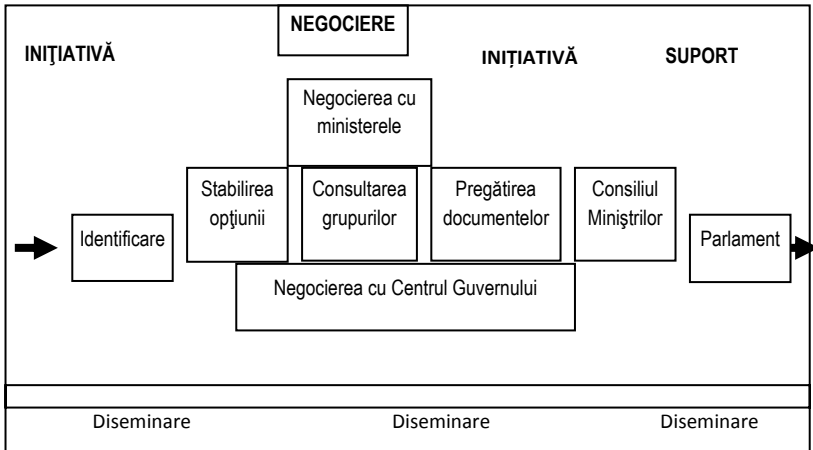 NEGOCIERE
INIŢIATIVĂ
INIȚIATIVĂ
SUPORT
Negocierea cu
ministerele
Stabilirea
opţiunii
Consultarea
grupurilor
Pregătirea
documentelor
Consiliul
Miniştrilor
Identificare
Parlament
Negocierea cu Centrul Guvernului
Diseminare
Diseminare
Diseminare